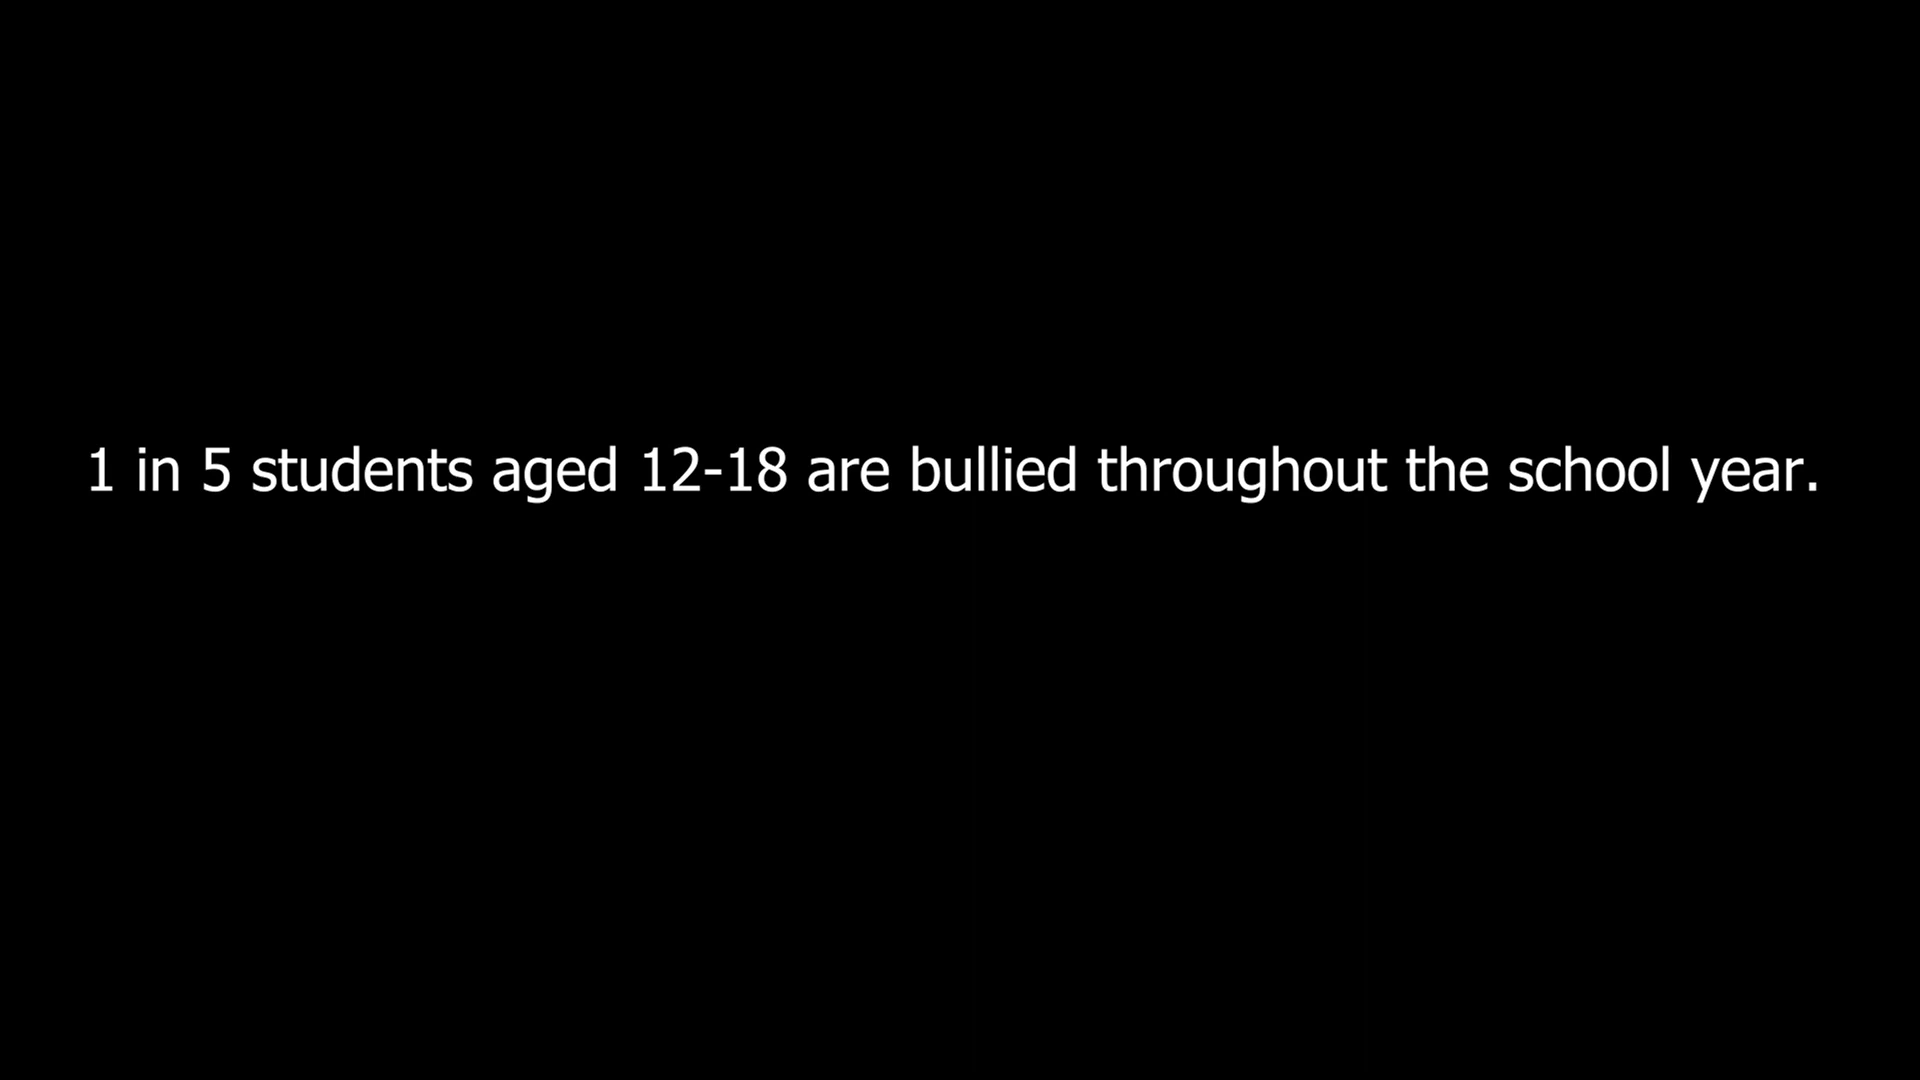 1 in 5 students aged 12-18 are bullied throughout the school year.